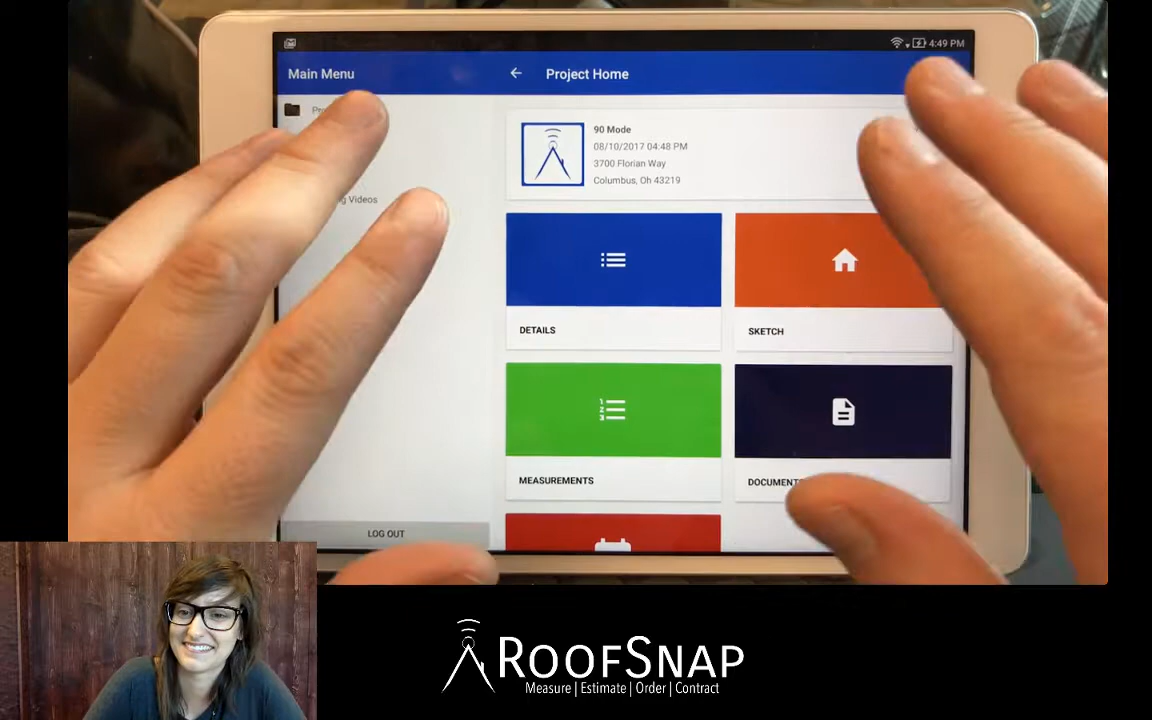 4:49 PM
Main Menu
Project Home
90 Mode
08/10/2017 04:48 PM
3700 Florian Way
Columbus, Oh 43219
Videos
DETAILS
SKETCH
MEASUREMENTS
LOG OUT
ROOFSNAP
Measure | Estimate | Order | Contract